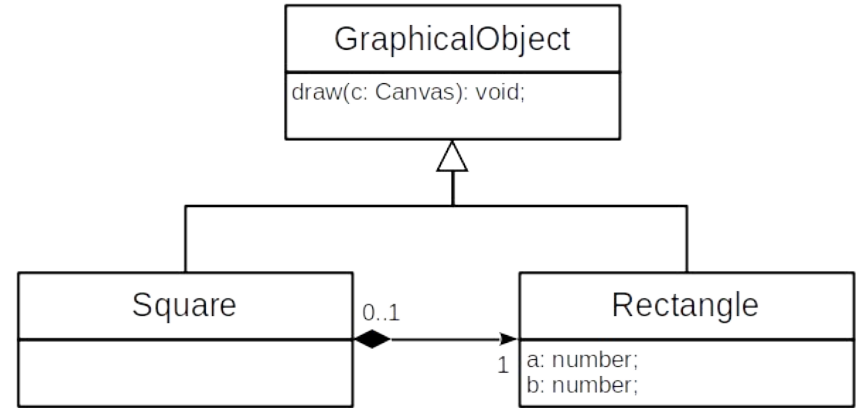 GraphicalObject
draw(c: Canvas): void;
Square
0..1
1
Rectangle
a: number;
b: number;